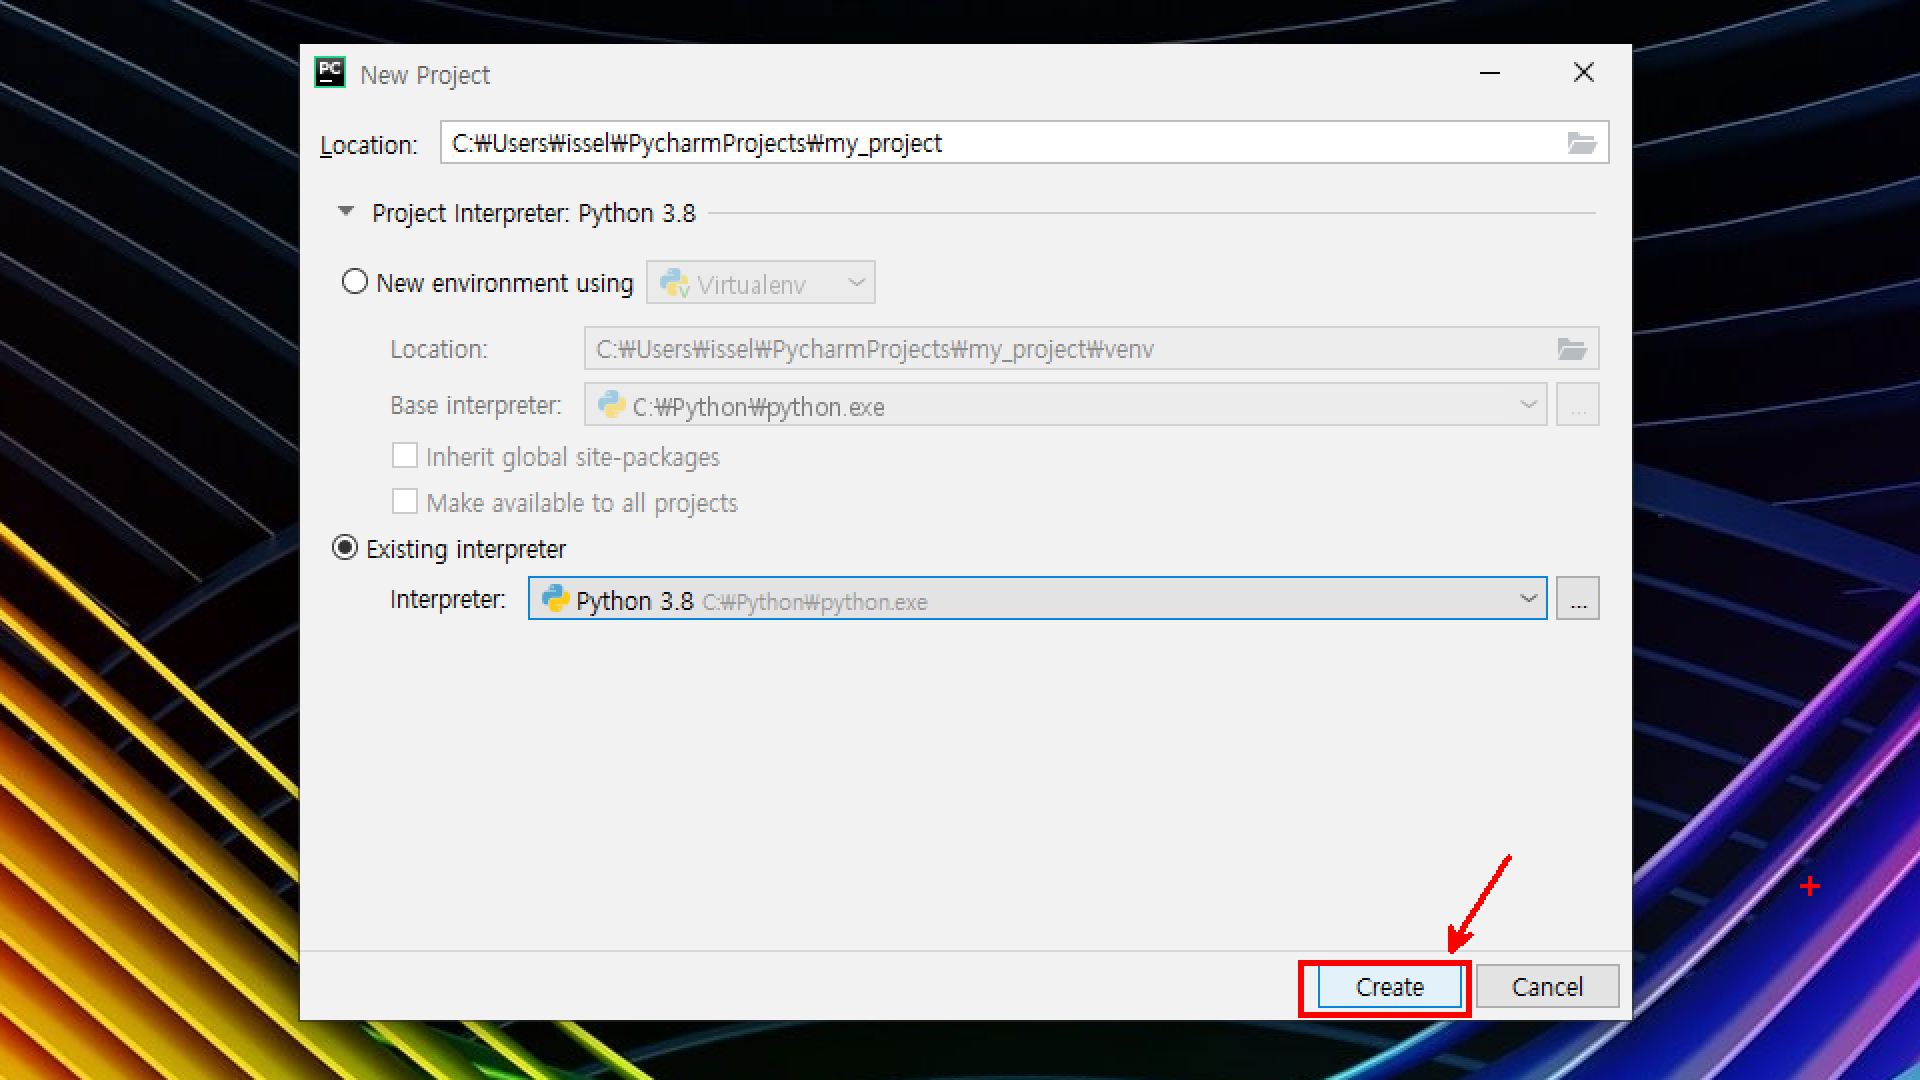 PC New Project
Location: C:₩Users₩issel₩PycharmProjects₩my_project
Project Interpreter: Python 3.8
New environment using Virtualenv
Location: C:₩Users₩issel₩PycharmProjects₩my_project₩venv
Base interpreter: C:₩Python₩python.exe ...
Inherit global site-packages
Make available to all projects
Existing interpreter
Interpreter: Python 3.8 C:₩Python₩python.exe ...
Create Cancel